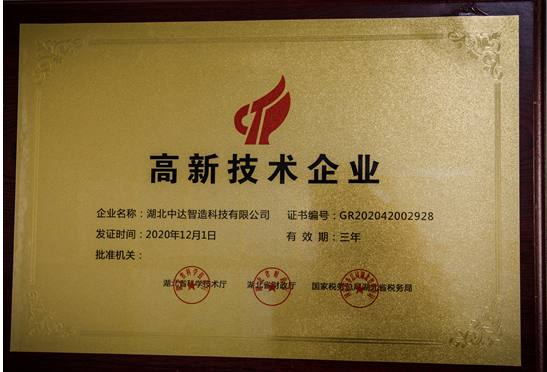 高新技术企业
企业名称：湖北中达智造科技有限公司 证书编号：GR202042002928
发证时间：2020年12月1日 有 效 期：三年
批准机关：
湖北省科学技术厅 湖北省财政厅 国家税务总局湖北省税务局